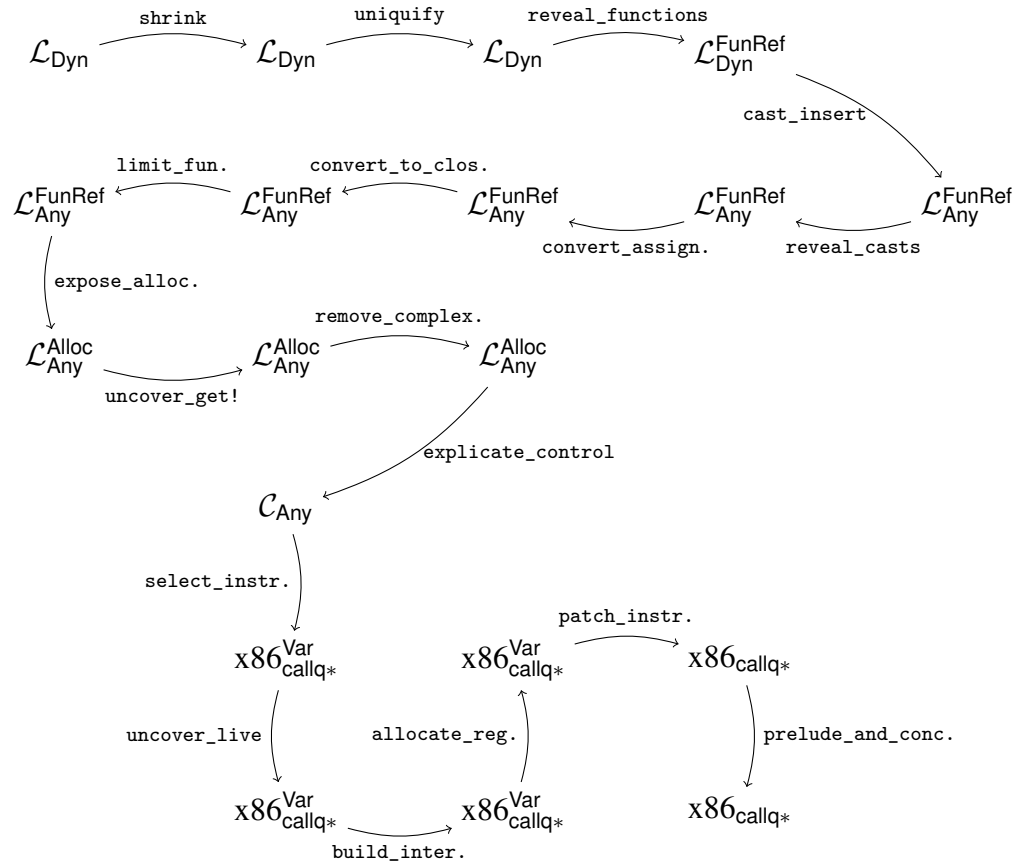 shrink uniquify reveal_functions
ℒ_Dyn ℒ_Dyn ℒ_Dyn ℒ^FunRef_Dyn
cast_insert
limit_fun. convert_to_clos.
ℒ^FunRef_Any ℒ^FunRef_Any ℒ^FunRef_Any ℒ^FunRef_Any ℒ^FunRef_Any
convert_assign. reveal_casts
expose_alloc.
remove_complex.
ℒ^Alloc_Any ℒ^Alloc_Any ℒ^Alloc_Any
uncover_get!
explicate_control
𝒞_Any
select_instr.
patch_instr.
x86^Var_callq* x86^Var_callq* x86_callq*
uncover_live allocate_reg. prelude_and_conc.
x86^Var_callq* x86^Var_callq* x86_callq*
build_inter.